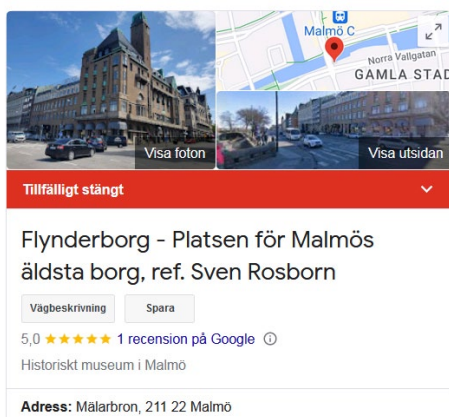 Malmö C
Norra Vallgatan
GAMLA STAD
Visa foton
Visa utsidan
Tillfälligt stängt
Flynderborg - Platsen för Malmös
äldsta borg, ref. Sven Rosborn
Vägbeskrivning Spara
5,0 ★★★★★ 1 recension på Google ⓘ
Historiskt museum i Malmö
Adress: Mälarbron, 211 22 Malmö